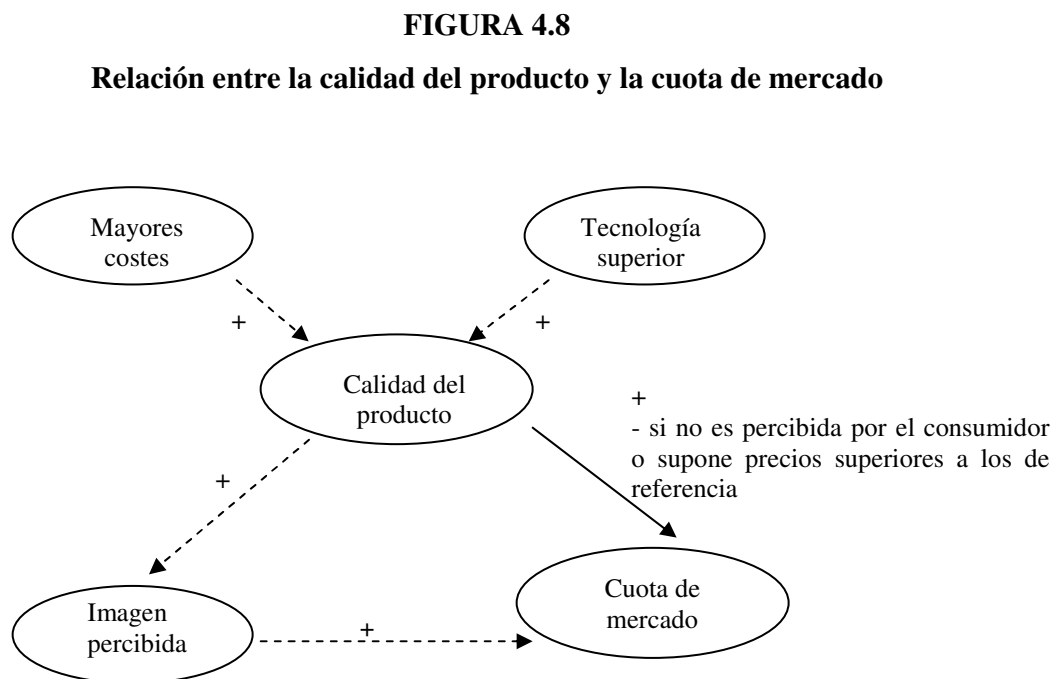 FIGURA 4.8
Relación entre la calidad del producto y la cuota de mercado
Mayores
costes
Tecnología
superior
+
+
Calidad del
producto
+
- si no es percibida por el consumidor
o supone precios superiores a los de
referencia
+
Imagen
percibida
+
Cuota de
mercado